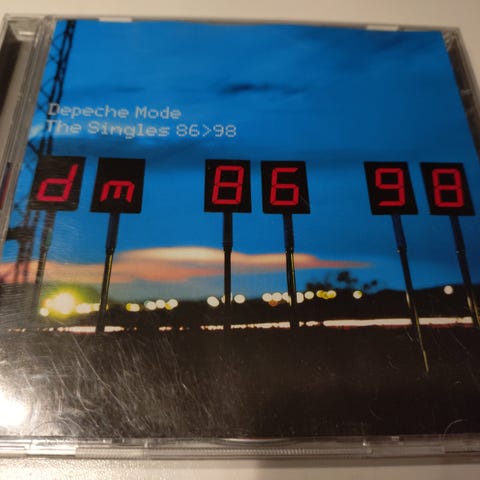 Depeche Mode
The Singles 86>98
dm 86 98